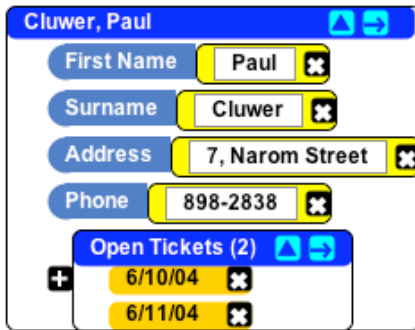 Cluwer, Paul
First Name Paul
Surname Cluwer
Address 7, Narom Street
Phone 898-2838
Open Tickets (2)
6/10/04
6/11/04